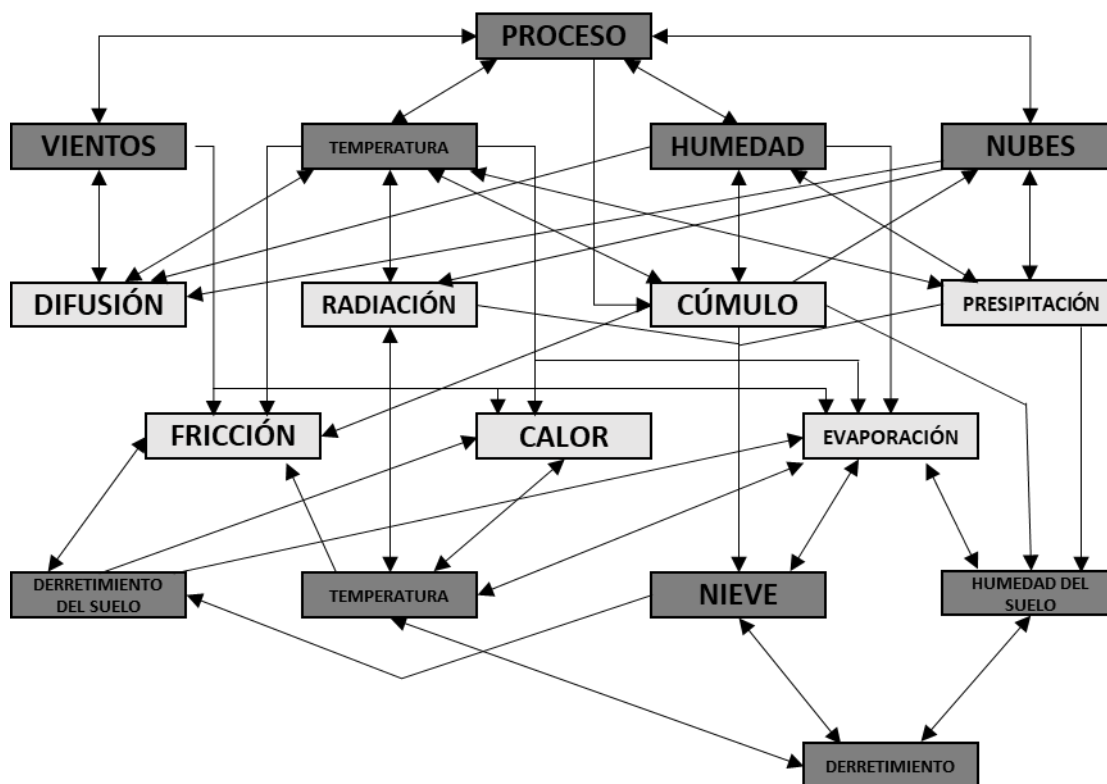 PROCESO
VIENTOS
TEMPERATURA
HUMEDAD
NUBES
DIFUSIÓN
RADIACIÓN
CÚMULO
PRESIPITACIÓN
FRICCIÓN
CALOR
EVAPORACIÓN
DERRETIMIENTO
DEL SUELO
TEMPERATURA
NIEVE
HUMEDAD DEL
SUELO
DERRETIMIENTO